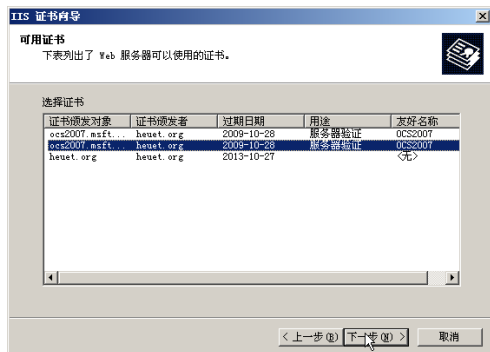 IIS 证书向导
可用证书
下表列出了 Web 服务器可以使用的证书。
选择证书
证书颁发对象 证书颁发者 过期日期 用途 友好名称
ocs2007.msft... heuet.org 2009-10-28 服务器验证 OCS2007
ocs2007.msft... heuet.org 2009-10-28 服务器验证 OCS2007
heuet.org heuet.org 2013-10-27 <无>
< 上一步(B) 下一步(N) > 取消